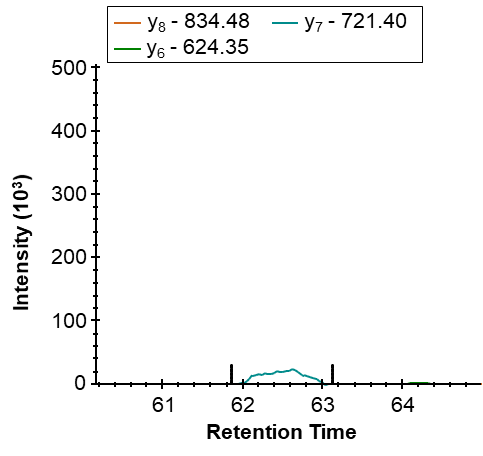 y₈ - 834.48 y₇ - 721.40
y₆ - 624.35
500
400
300
200
100
0
Intensity (10³)
61 62 63 64
Retention Time